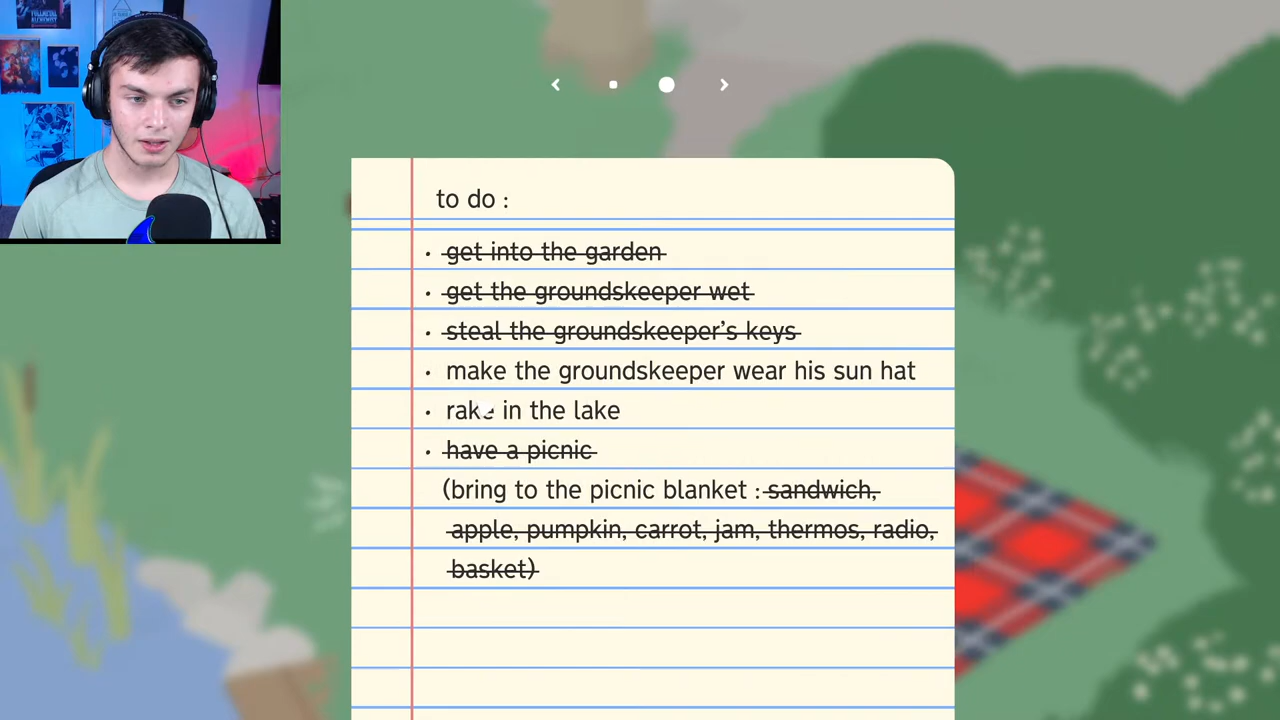 to do :
• get into the garden
• get the groundskeeper wet
• steal the groundskeeper's keys
• make the groundskeeper wear his sun hat
• rake in the lake
• have a picnic
(bring to the picnic blanket : sandwich,
apple, pumpkin, carrot, jam, thermos, radio,
basket)